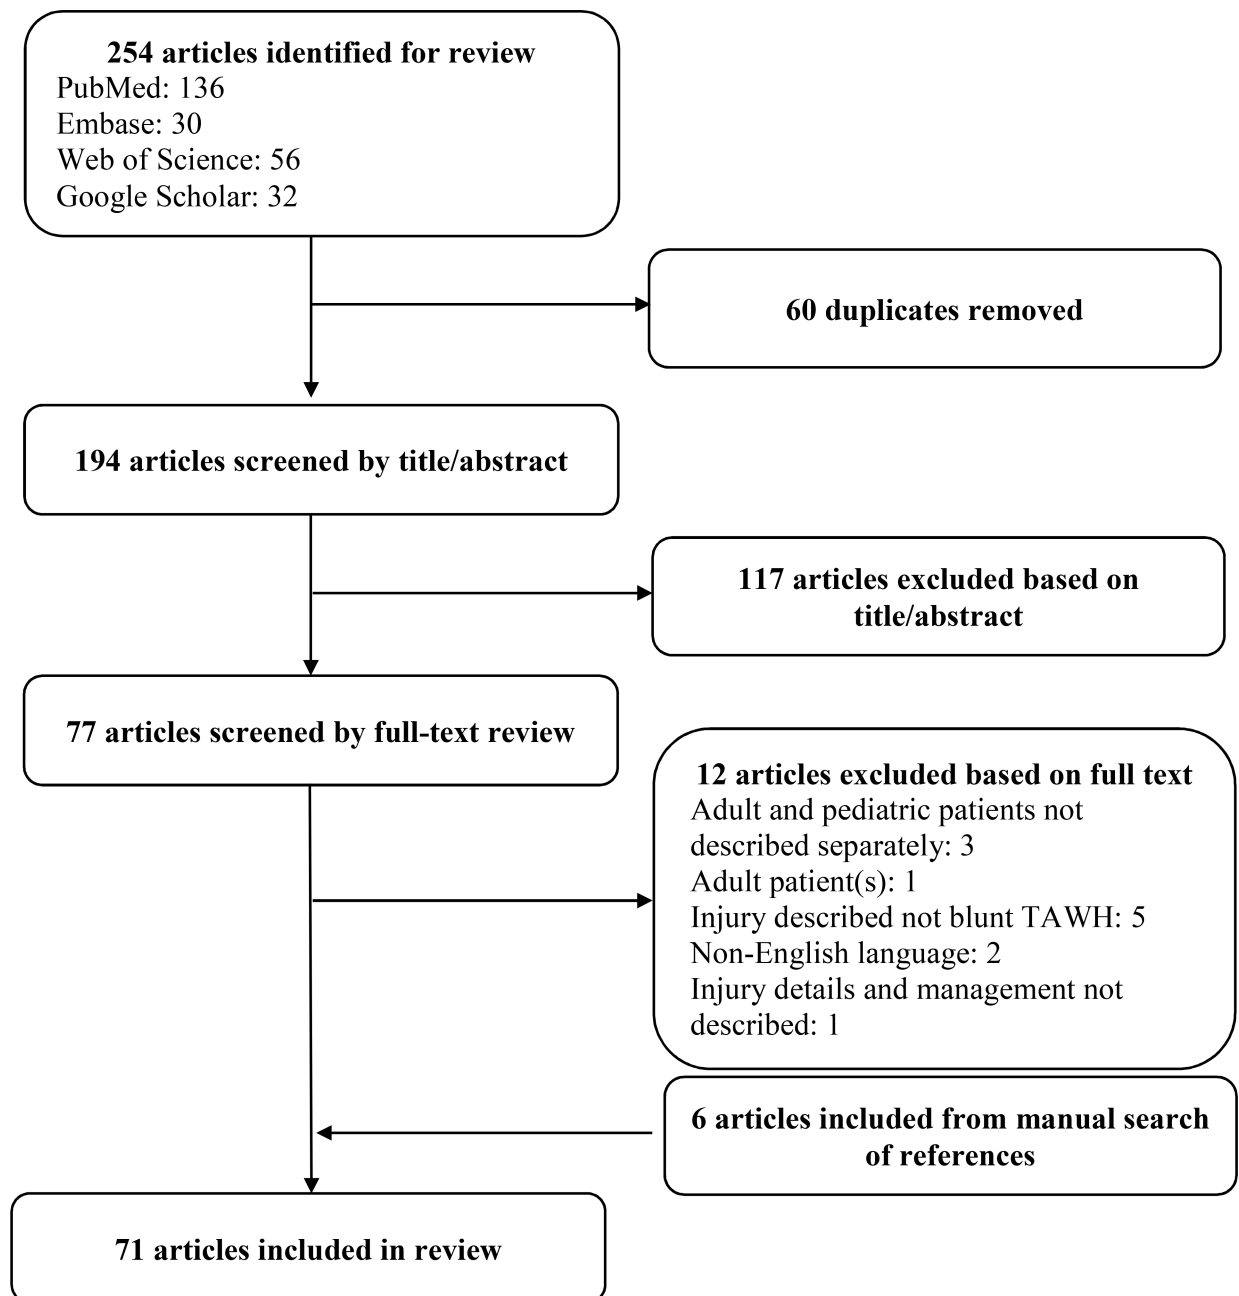 254 articles identified for review
PubMed: 136
Embase: 30
Web of Science: 56
Google Scholar: 32
60 duplicates removed
194 articles screened by title/abstract
117 articles excluded based on
title/abstract
77 articles screened by full-text review
12 articles excluded based on full text
Adult and pediatric patients not
described separately: 3
Adult patient(s): 1
Injury described not blunt TAWH: 5
Non-English language: 2
Injury details and management not
described: 1
6 articles included from manual search
of references
71 articles included in review